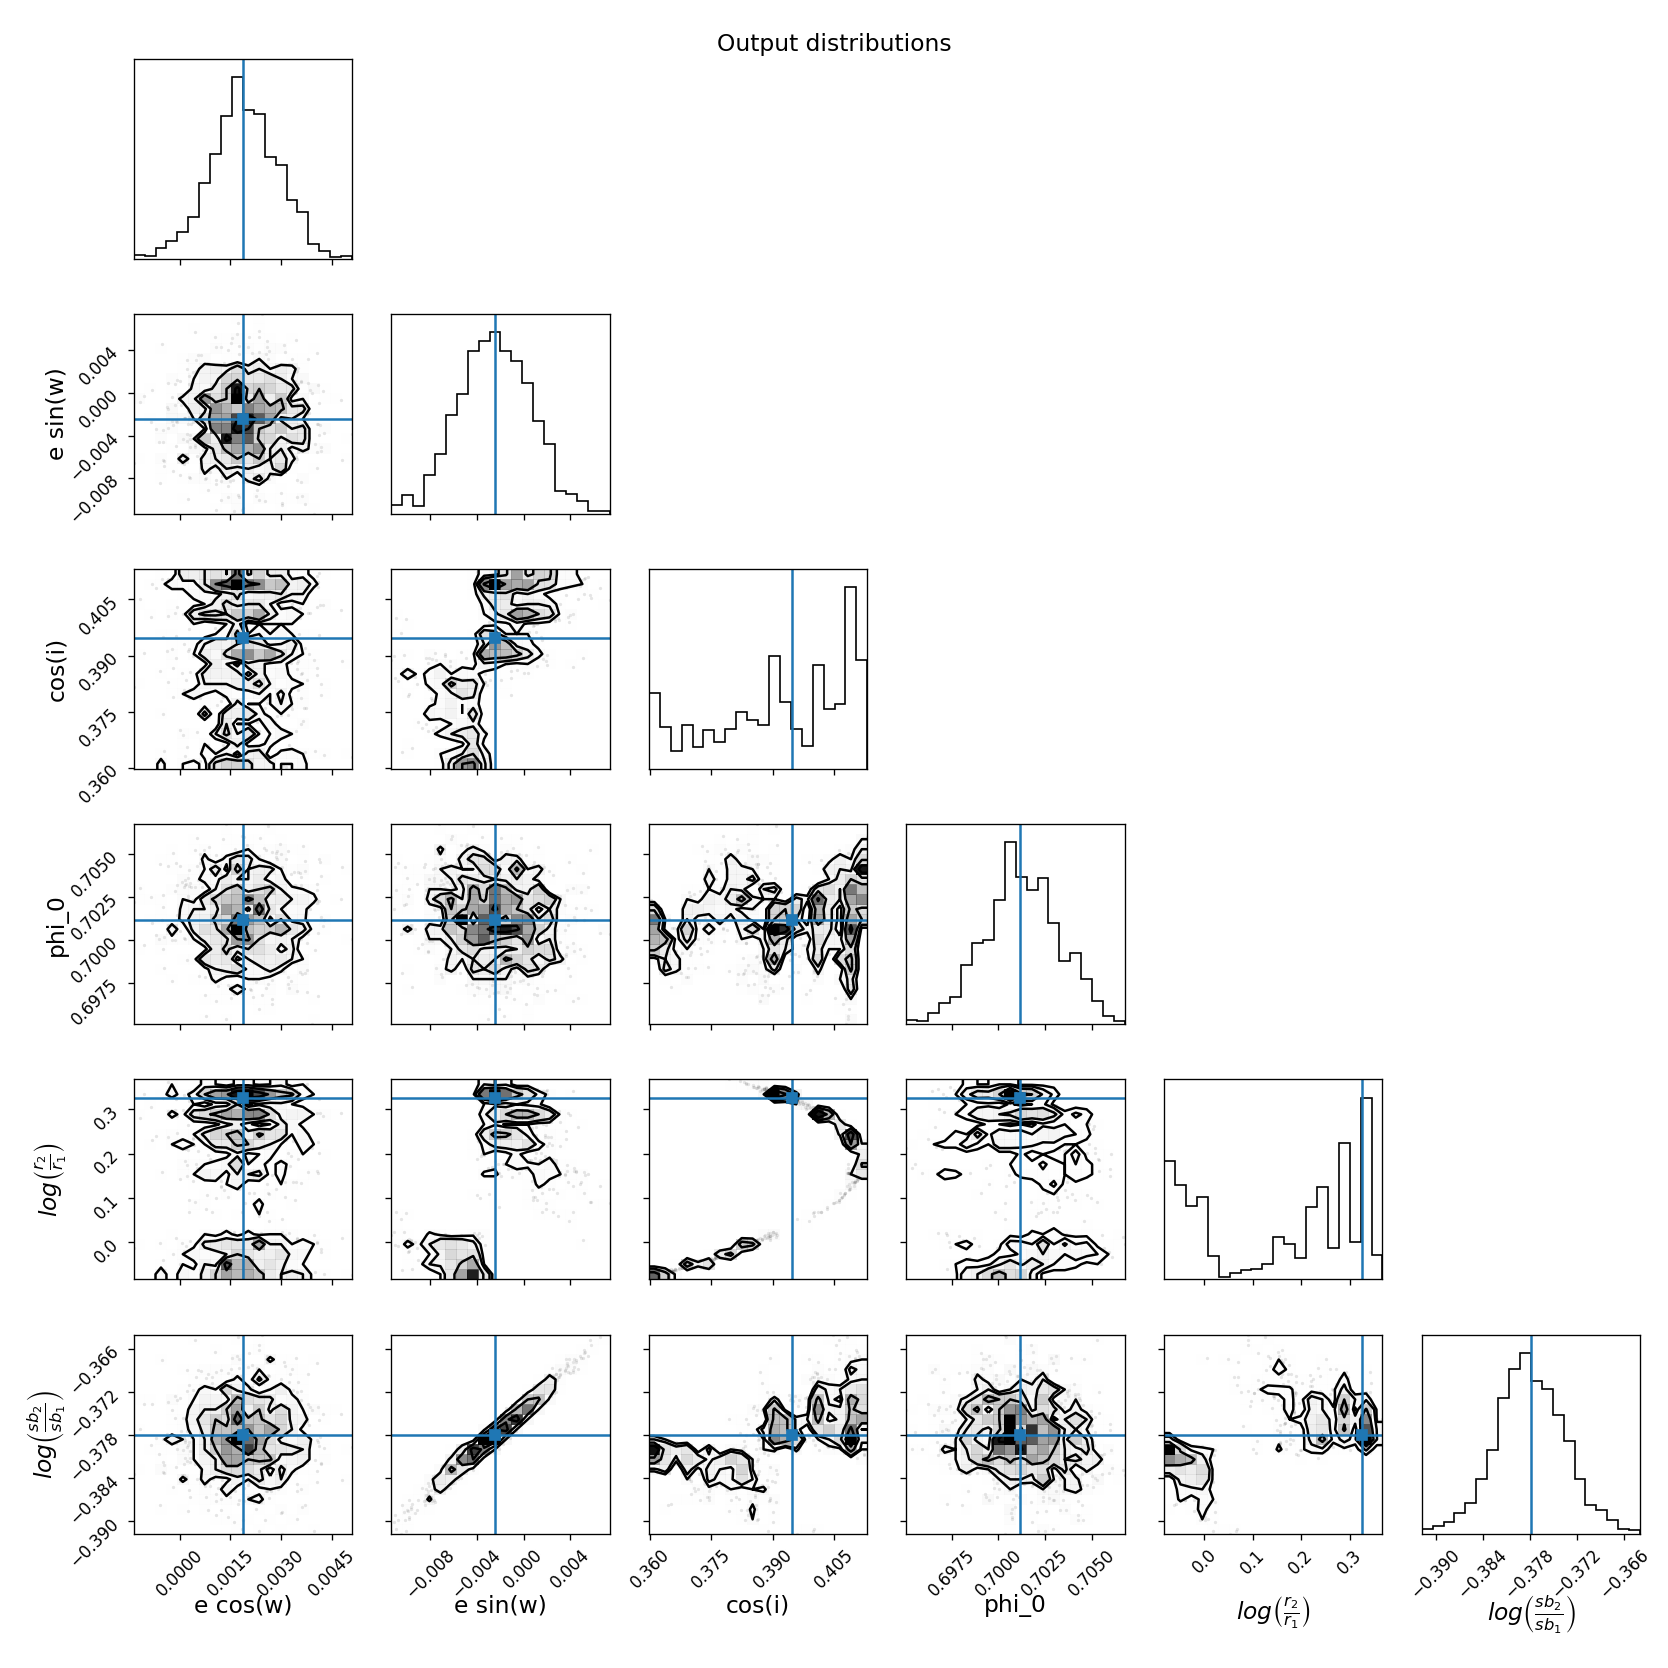 Output distributions
e sin(w)
0.004
0.000
−0.004
−0.008
cos(i)
0.405
0.390
0.375
0.360
phi_0
0.7050
0.7025
0.7000
0.6975
log(r₂/r₁)
0.3
0.2
0.1
0.0
log(sb₂/sb₁)
−0.366
−0.372
−0.378
−0.384
−0.390
0.0000 0.0015 0.0030 0.0045
−0.008 −0.004 0.000 0.004
0.360 0.375 0.390 0.405
0.6975 0.7000 0.7025 0.7050
0.0 0.1 0.2 0.3
−0.390 −0.384 −0.378 −0.372 −0.366
e cos(w)
e sin(w)
cos(i)
phi_0
log(r₂/r₁)
log(sb₂/sb₁)